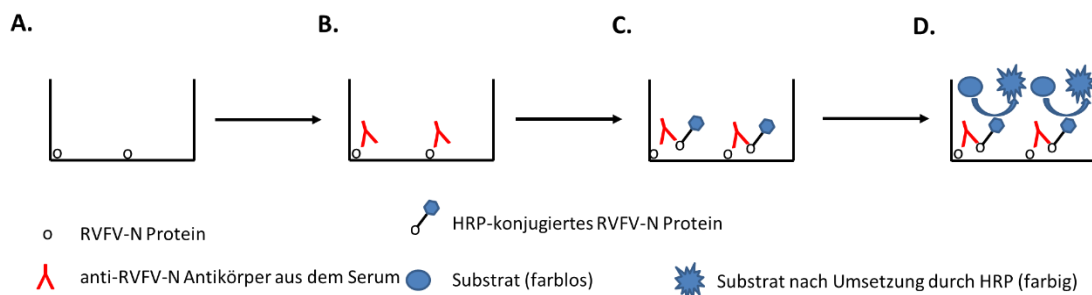 A.
B.
C.
D.
RVFV-N Protein
HRP-konjugiertes RVFV-N Protein
anti-RVFV-N Antikörper aus dem Serum
Substrat (farblos)
Substrat nach Umsetzung durch HRP (farbig)